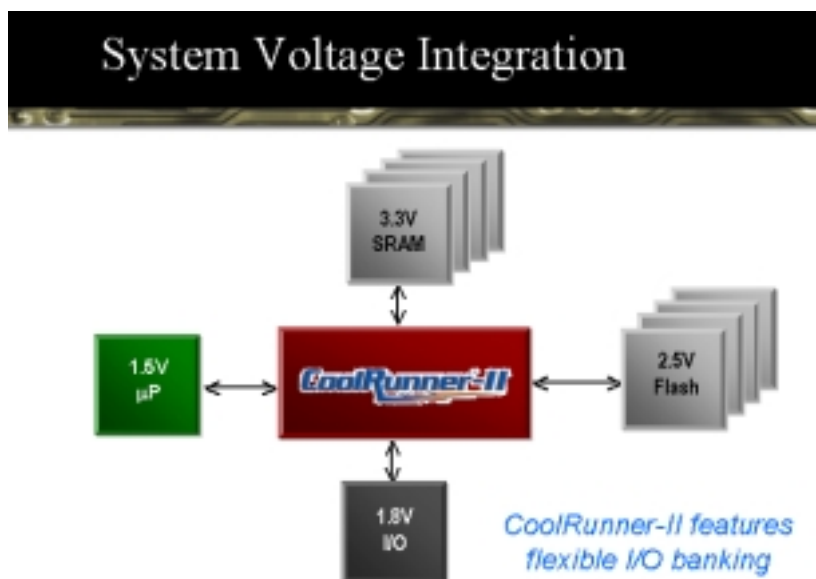 System Voltage Integration
3.3V
SRAM
1.5V
µP
CoolRunner-II
2.5V
Flash
1.8V
I/O
CoolRunner-II features
flexible I/O banking